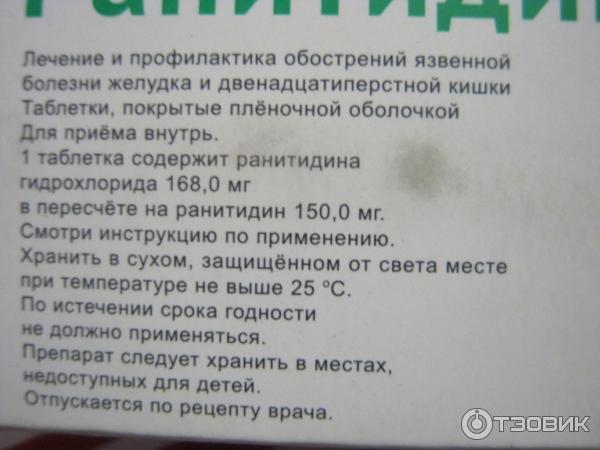 Ранитидин
Лечение и профилактика обострений язвенной
болезни желудка и двенадцатиперстной кишки
Таблетки, покрытые плёночной оболочкой
Для приёма внутрь.
1 таблетка содержит ранитидина
гидрохлорида 168,0 мг
в пересчёте на ранитидин 150,0 мг.
Смотри инструкцию по применению.
Хранить в сухом, защищённом от света месте
при температуре не выше 25 ºС.
По истечении срока годности
не должно применяться.
Препарат следует хранить в местах,
недоступных для детей.
Отпускается по рецепту врача.
ОТЗОВИК